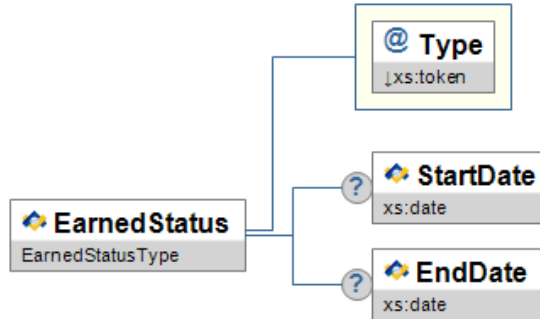 @ Type
↓xs:token
? StartDate
xs:date
EarnedStatus
EarnedStatusType
? EndDate
xs:date